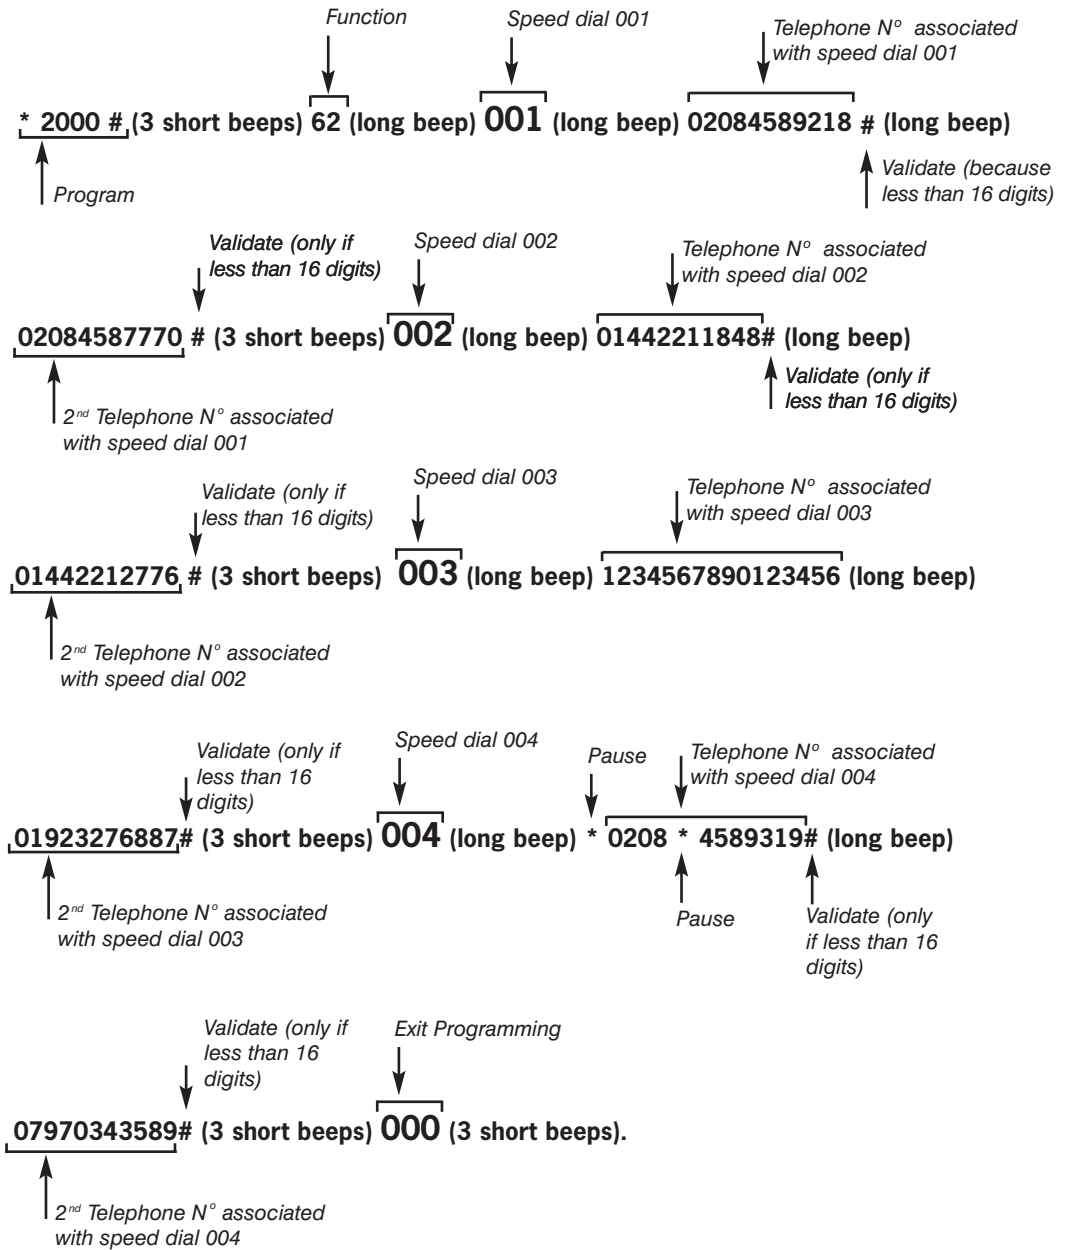 Function
Speed dial 001
Telephone Nº associated
with speed dial 001
* 2000 # (3 short beeps) 62 (long beep) 001 (long beep) 02084589218 # (long beep)
Program
Validate (because
less than 16 digits)
Validate (only if
less than 16 digits)
Speed dial 002
Telephone Nº associated
with speed dial 002
02084587770 # (3 short beeps) 002 (long beep) 01442211848# (long beep)
Validate (only if
less than 16 digits)
2nd Telephone N° associated
with speed dial 001
Validate (only if
less than 16 digits)
Speed dial 003
Telephone Nº associated
with speed dial 003
01442212776 # (3 short beeps) 003 (long beep) 1234567890123456 (long beep)
2nd Telephone N° associated
with speed dial 002
Validate (only if
less than 16
digits)
Speed dial 004
Pause
Telephone Nº associated
with speed dial 004
01923276887# (3 short beeps) 004 (long beep) * 0208 * 4589319# (long beep)
2nd Telephone N° associated
with speed dial 003
Pause
Validate (only
if less than 16
digits)
Validate (only if
less than 16
digits)
Exit Programming
07970343589# (3 short beeps) 000 (3 short beeps).
2nd Telephone N° associated
with speed dial 004